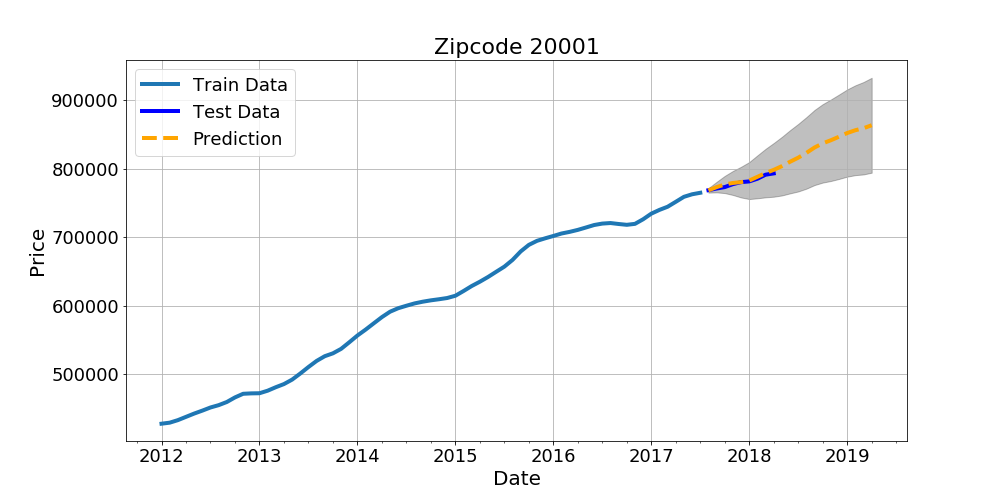 Zipcode 20001
Train Data
Test Data
Prediction
900000
800000
700000
600000
500000
Price
2012 2013 2014 2015 2016 2017 2018 2019
Date